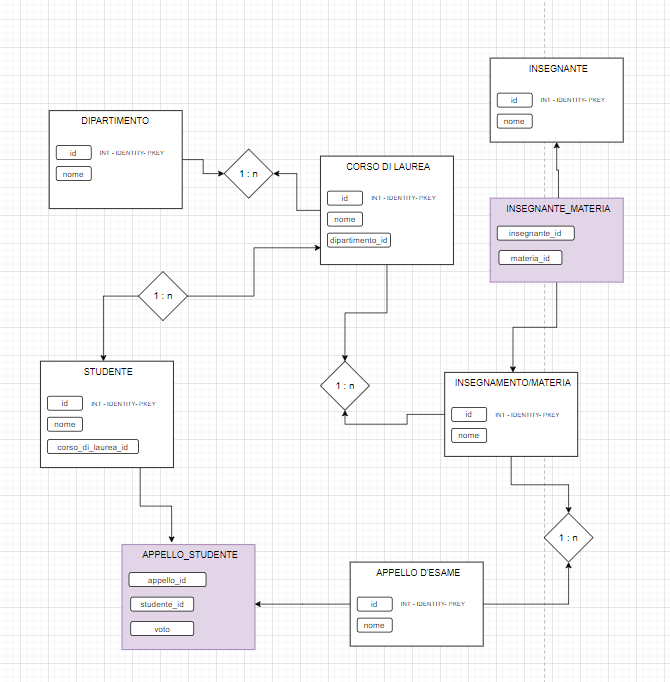 INSEGNANTE
id INT - IDENTITY- PKEY
nome
DIPARTIMENTO
id INT - IDENTITY- PKEY
nome
1 : n
CORSO DI LAUREA
id INT - IDENTITY- PKEY
nome
dipartimento_id
INSEGNANTE_MATERIA
insegnante_id
materia_id
1 : n
STUDENTE
id INT - IDENTITY- PKEY
nome
corso_di_laurea_id
1 : n
INSEGNAMENTO/MATERIA
id INT - IDENTITY- PKEY
nome
1 : n
APPELLO_STUDENTE
appello_id
studente_id
voto
APPELLO D'ESAME
id INT - IDENTITY- PKEY
nome